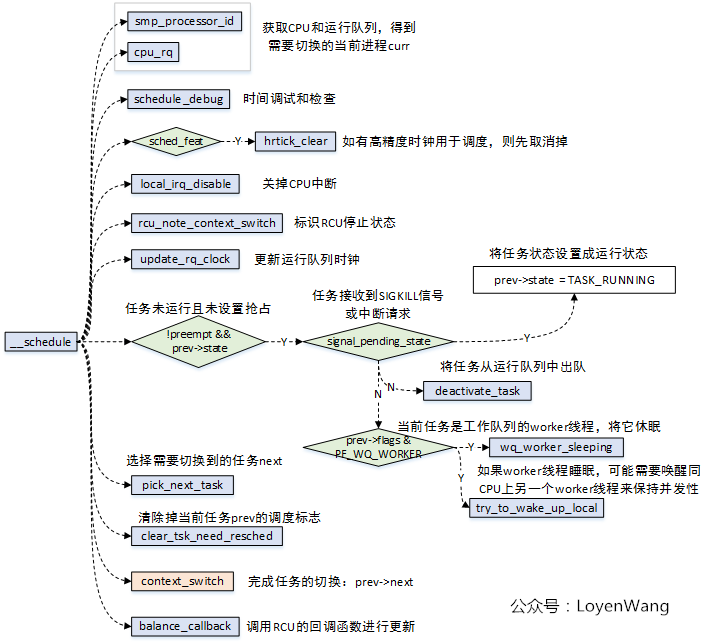 smp_processor_id
获取CPU和运行队列，得到
需要切换的当前进程curr
cpu_rq
schedule_debug
时间调试和检查
sched_feat
Y
hrtick_clear
如有高精度时钟用于调度，则先取消掉
local_irq_disable
关掉CPU中断
rcu_note_context_switch
标识RCU停止状态
update_rq_clock
更新运行队列时钟
将任务状态设置成运行状态
prev->state = TASK_RUNNING
任务接收到SIGKILL信号
或中断请求
任务未运行且未设置抢占
__schedule
!preempt &&
prev->state
Y
signal_pending_state
Y
将任务从运行队列中出队
N
N
deactivate_task
当前任务是工作队列的worker线程，将它休眠
prev->flags &
PF_WQ_WORKER
Y
wq_worker_sleeping
选择需要切换到的任务next
如果worker线程睡眠，可能需要唤醒同
CPU上另一个worker线程来保持并发性
Y
pick_next_task
try_to_wake_up_local
清除掉当前任务prev的调度标志
clear_tsk_need_resched
context_switch
完成任务的切换：prev->next
公众号：LoyenWang
balance_callback
调用RCU的回调函数进行更新